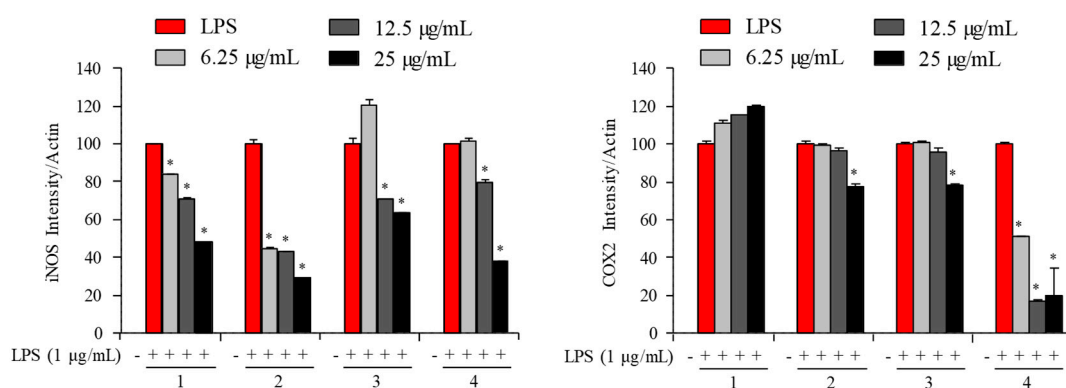 LPS 12.5 µg/mL
6.25 µg/mL 25 µg/mL
iNOS Intensity/Actin
140
120
100
80
60
40
20
0
* * *
* * *
* *
* *
LPS (1 µg/mL) - + + + + - + + + + - + + + + - + + + +
1 2 3 4
LPS 12.5 µg/mL
6.25 µg/mL 25 µg/mL
COX2 Intensity/Actin
140
120
100
80
60
40
20
0
*
*
* * *
LPS (1 µg/mL) - + + + + - + + + + - + + + + - + + + +
1 2 3 4